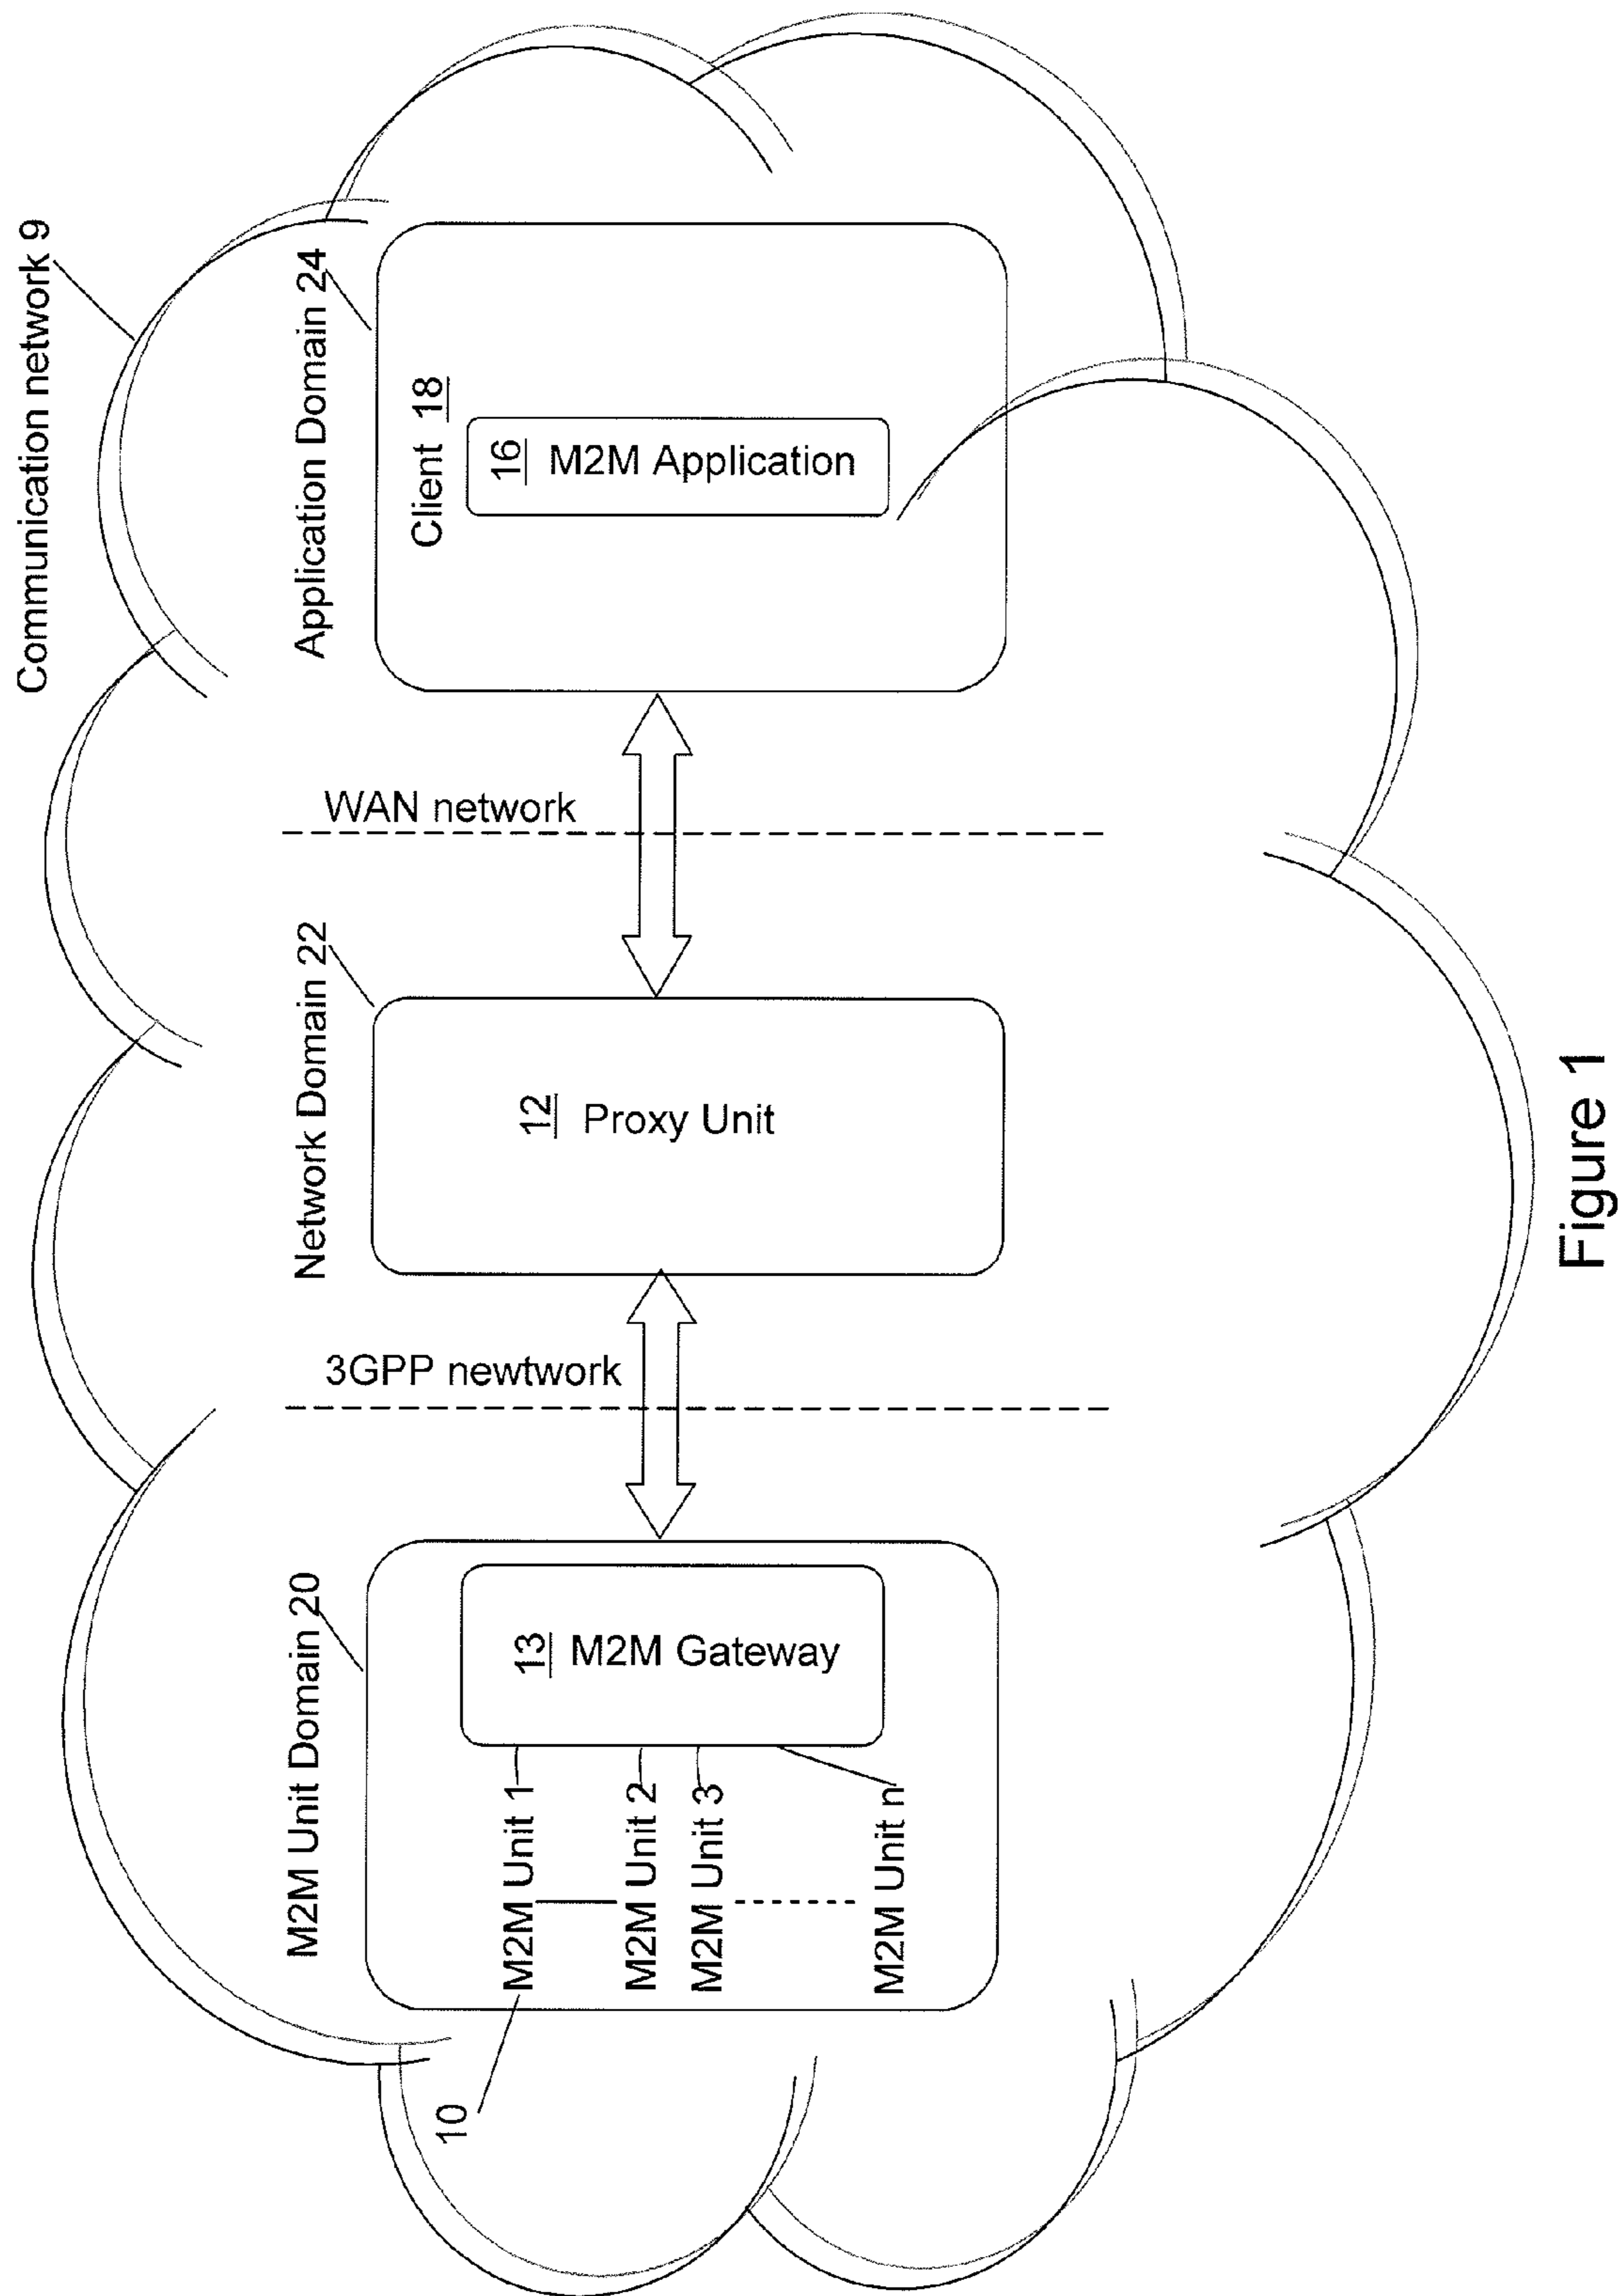 Communication network 9
M2M Unit Domain 20
Network Domain 22
Application Domain 24
3GPP newtwork
WAN network
Client 18
10
M2M Unit 1
M2M Unit 2
M2M Unit 3
M2M Unit n
13 M2M Gateway
12 Proxy Unit
16 M2M Application
Figure 1